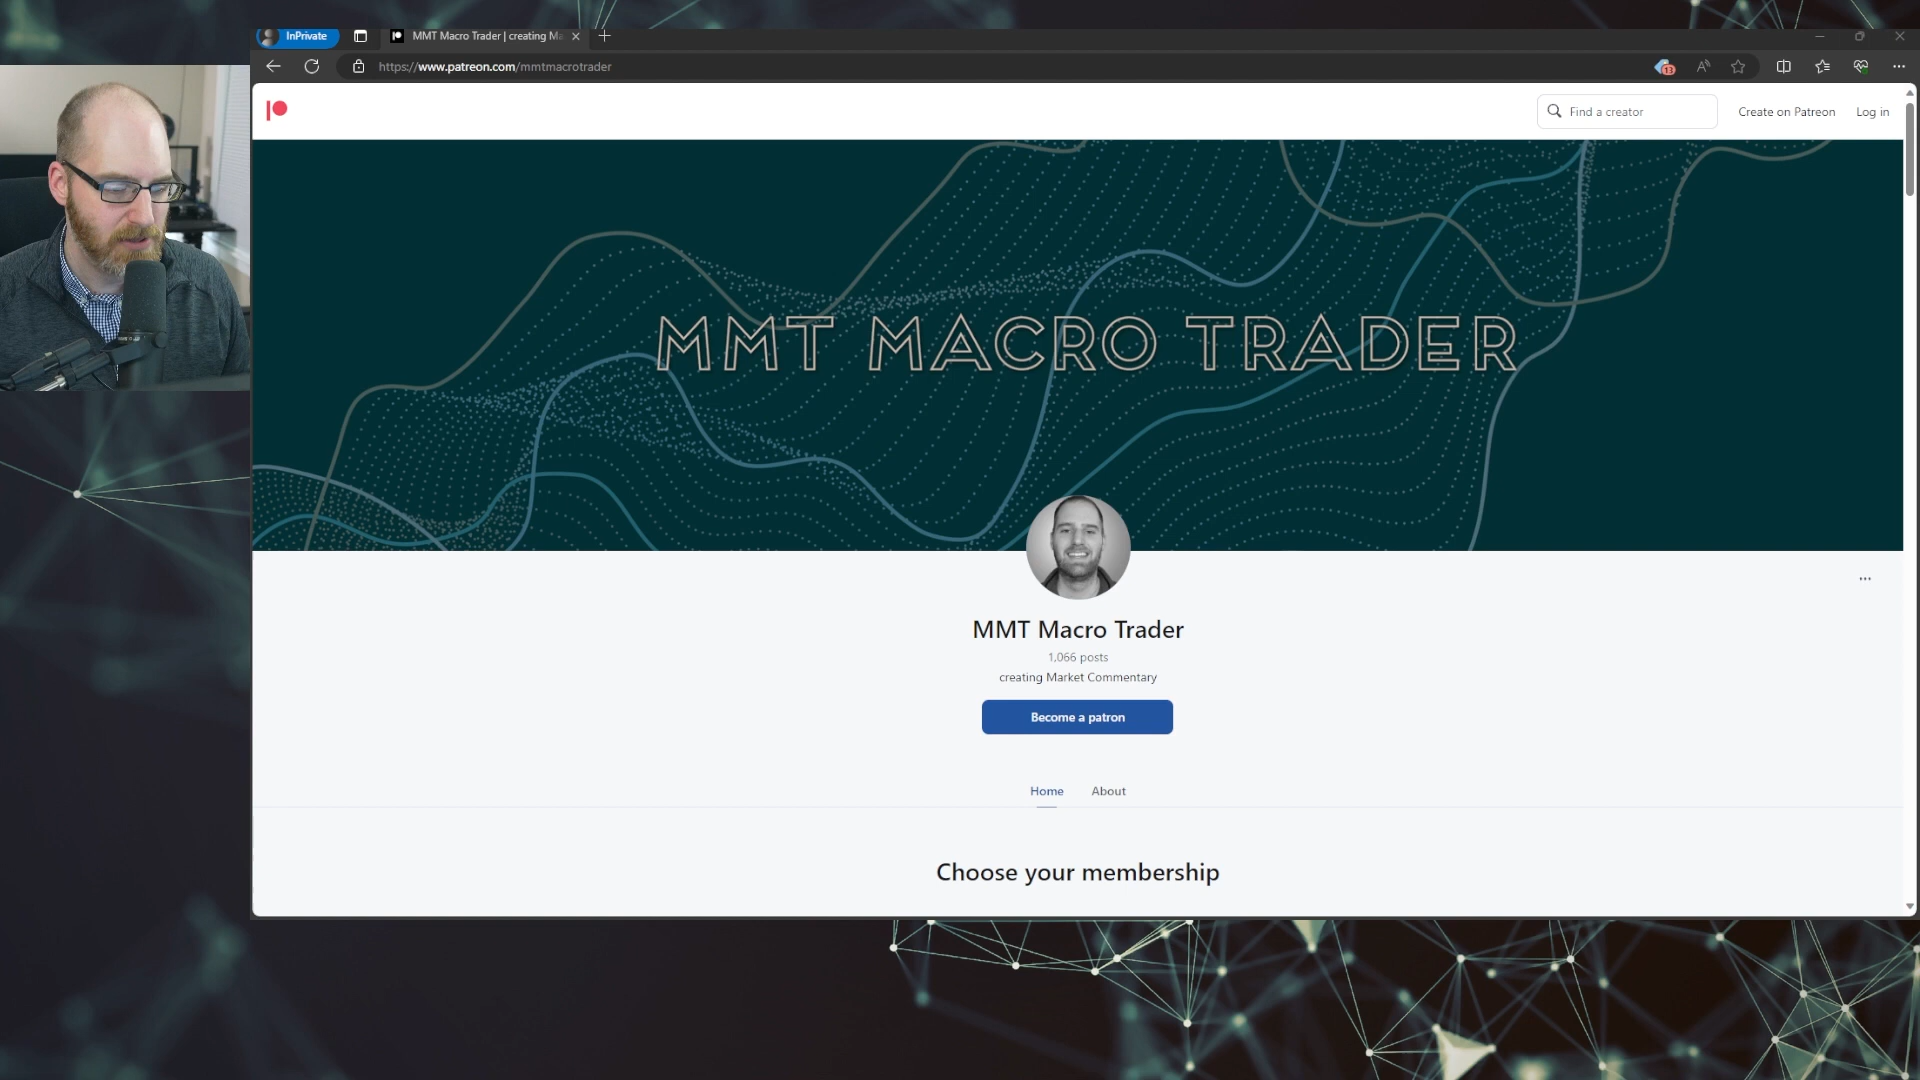 InPrivate
MMT Macro Trader | creating Ma
https://www.patreon.com/mmtmacrotrader
13
Find a creator
Create on Patreon
Log in
MMT MACRO TRADER
MMT Macro Trader
1,066 posts
creating Market Commentary
Become a patron
Home
About
Choose your membership